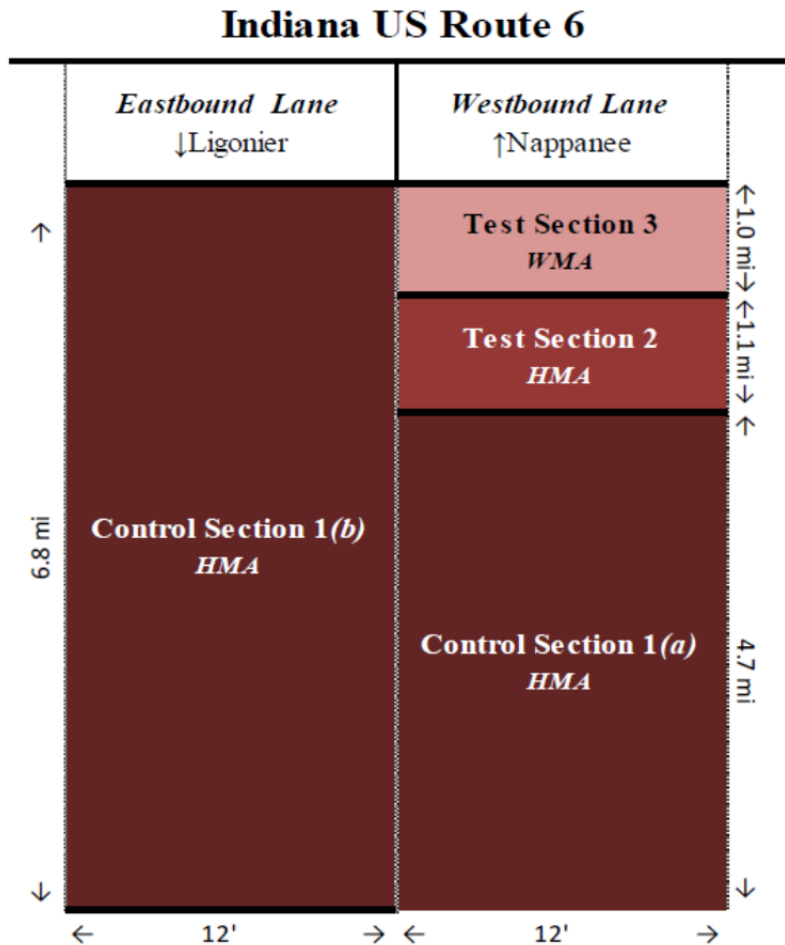 Indiana US Route 6
Eastbound Lane
↓Ligonier
Westbound Lane
↑Nappanee
Test Section 3
WMA
←1.0 mi→
Test Section 2
HMA
←1.1 mi→
Control Section 1(b)
HMA
← 6.8 mi →
Control Section 1(a)
HMA
← 4.7 mi →
← 12' →
← 12' →